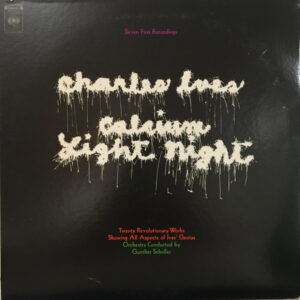 Seven First Recordings
Charles Ives
Calcium
Light Night
Twenty Revolutionary Works
Showing All Aspects of Ives' Genius
Orchestra Conducted by
Gunther Schuller